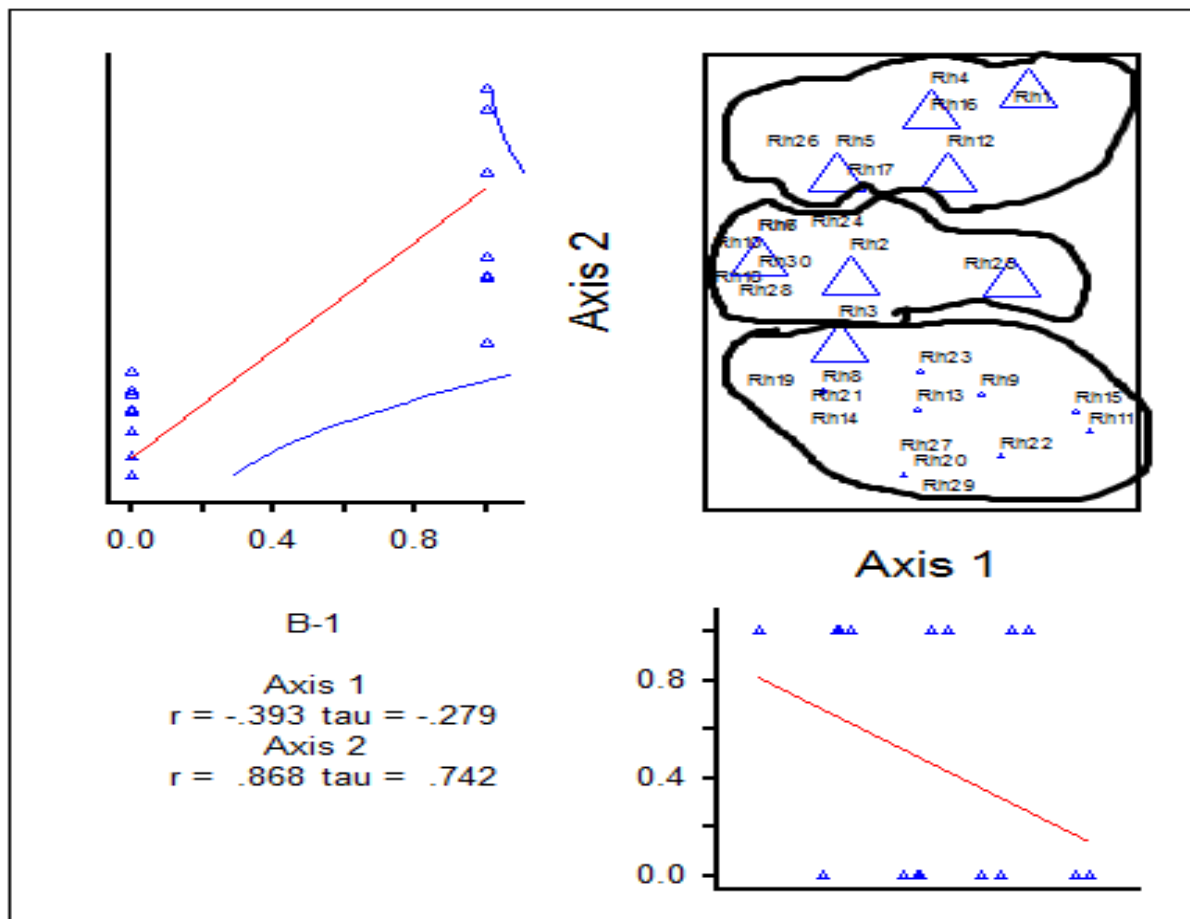 Rh4
Rh1
Rh16
Rh26 Rh5 Rh12
Rh17
Rh24
Rh2
Rh30
Rh28
Rh3
Rh23
Rh19 Rh8 Rh9
Rh21 Rh13 Rh15
Rh14 Rh11
Rh27 Rh22
Rh20
Rh29
Axis 2
0.0 0.4 0.8
Axis 1
B-1
Axis 1
r = -.393 tau = -.279
Axis 2
r = .868 tau = .742
0.8
0.4
0.0